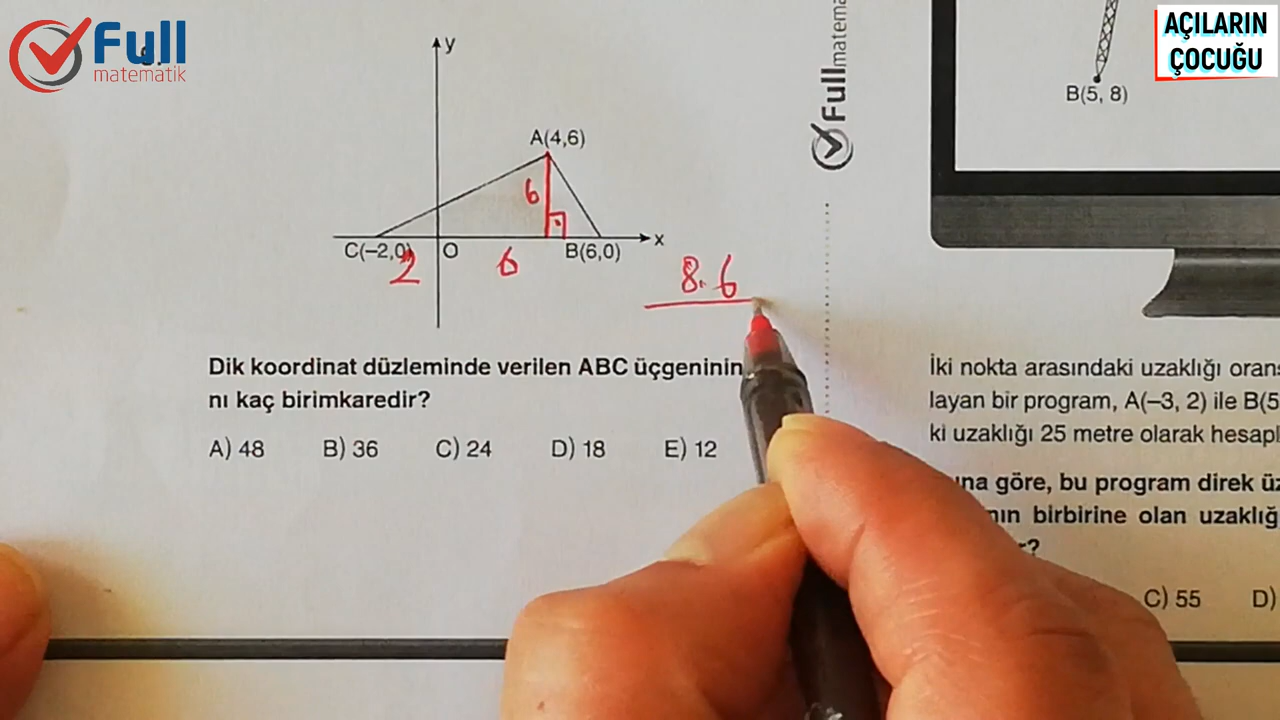 Full
matematik
AÇILARIN
ÇOCUĞU
y
A(4,6)
6
C(–2,0)
O
B(6,0)
x
2
6
8.6
Dik koordinat düzleminde verilen ABC üçgeninin
nı kaç birimkaredir?
A) 48 B) 36 C) 24 D) 18 E) 12
Fullmatema
B(5, 8)
İki nokta arasındaki uzaklığı orans
layan bir program, A(–3, 2) ile B(5
ki uzaklığı 25 metre olarak hesapl
una göre, bu program direk üz
nın birbirine olan uzaklığ
r?
C) 55 D)